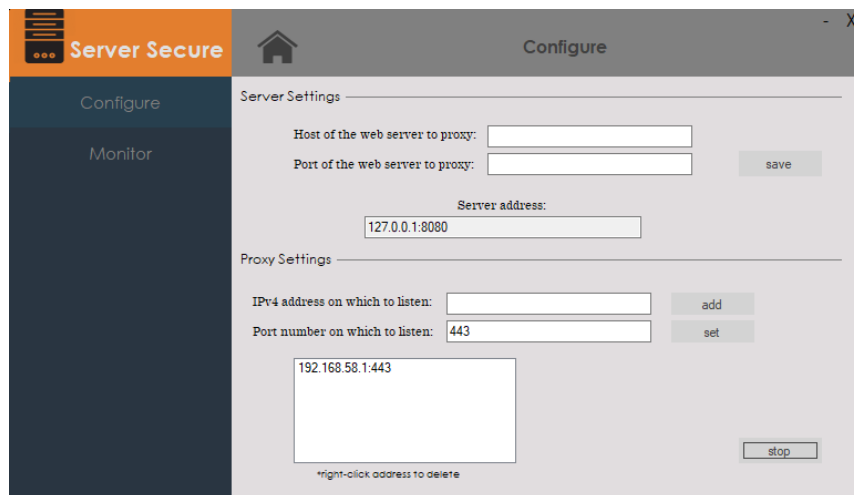 - X
Server Secure
Configure
Configure
Monitor
Server Settings
Host of the web server to proxy:
Port of the web server to proxy:
save
Server address:
127.0.0.1:8080
Proxy Settings
IPv4 address on which to listen:
add
Port number on which to listen: 443
set
192.168.58.1:443
stop
*right-click address to delete